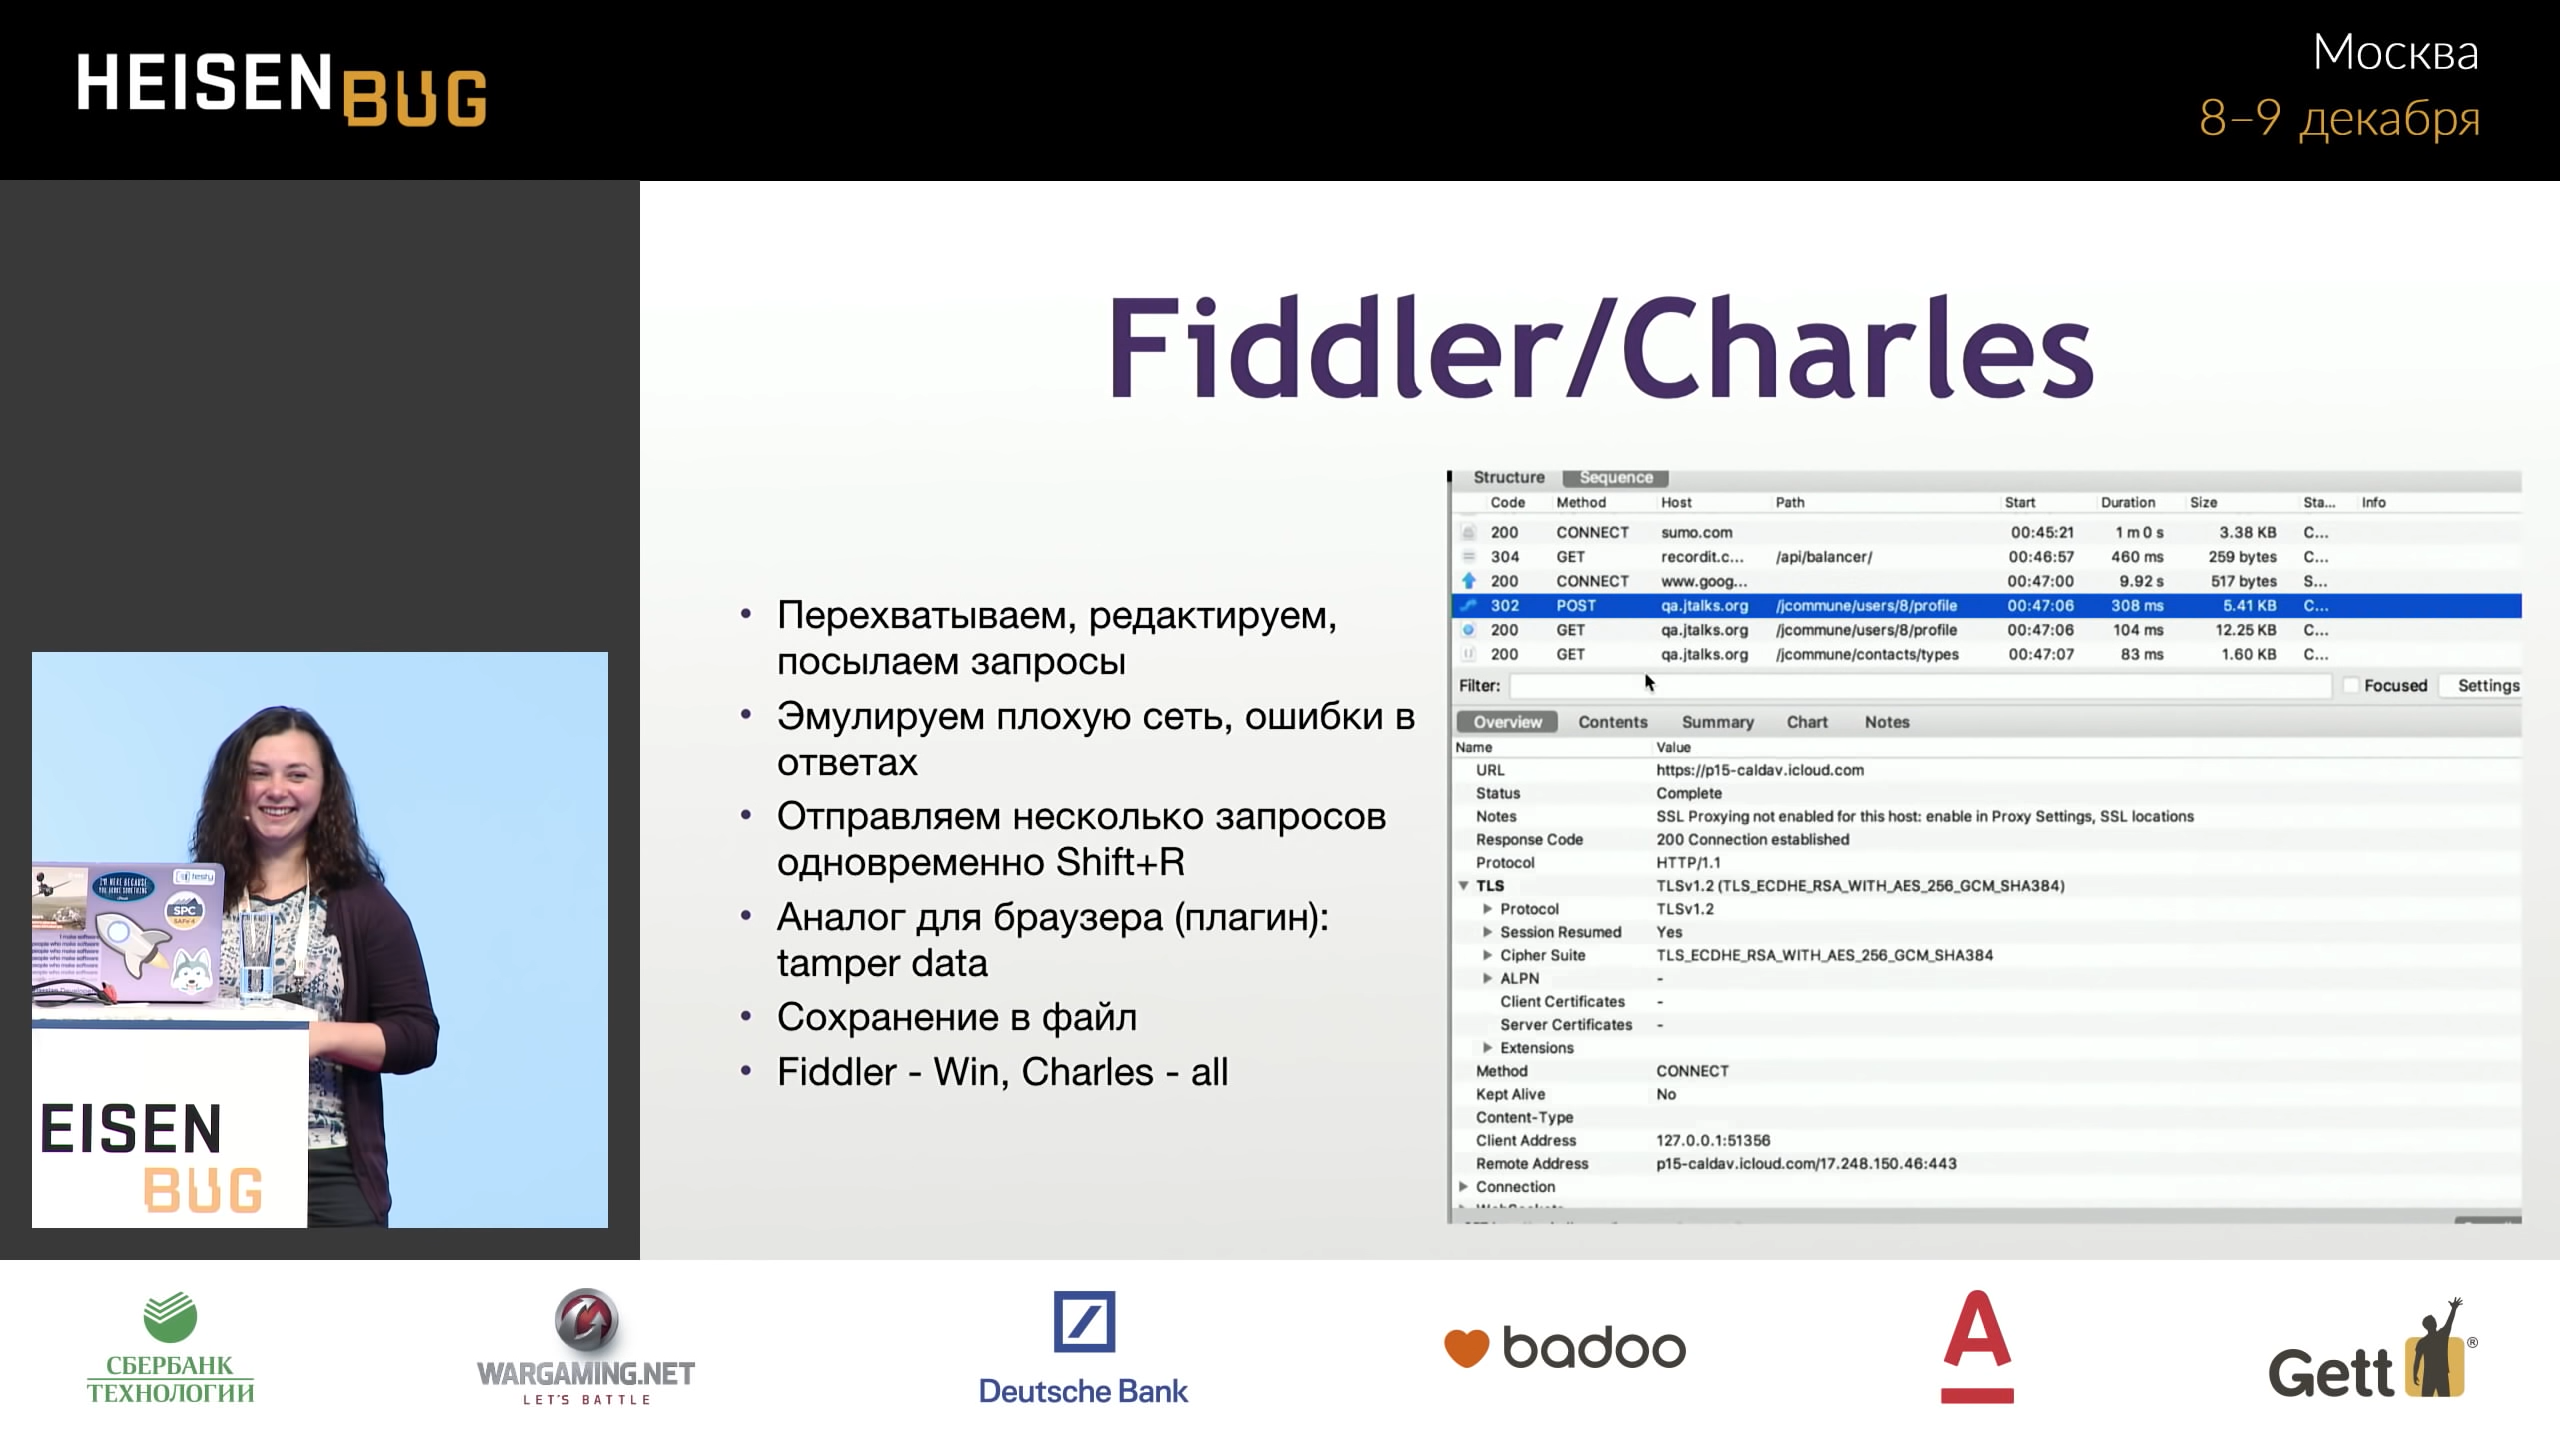 HEISENBUG
Москва
8–9 декабря
Fiddler/Charles
• Перехватываем, редактируем,
посылаем запросы
• Эмулируем плохую сеть, ошибки в
ответах
• Отправляем несколько запросов
одновременно Shift+R
• Аналог для браузера (плагин):
tamper data
• Сохранение в файл
• Fiddler - Win, Charles - all
Structure Sequence
Code Method Host Path Start Duration Size Sta... Info
200 CONNECT sumo.com 00:45:21 1 m 0 s 3.38 KB C...
304 GET recordit.c... /api/balancer/ 00:46:57 460 ms 259 bytes C...
200 CONNECT www.goog... 00:47:00 9.92 s 517 bytes S...
302 POST qa.jtalks.org /jcommune/users/8/profile 00:47:06 308 ms 5.41 KB C...
200 GET qa.jtalks.org /jcommune/users/8/profile 00:47:06 104 ms 12.25 KB C...
200 GET qa.jtalks.org /jcommune/contacts/types 00:47:07 83 ms 1.60 KB C...
Filter: Focused Settings
Overview Contents Summary Chart Notes
Name Value
URL https://p15-caldav.icloud.com
Status Complete
Notes SSL Proxying not enabled for this host: enable in Proxy Settings, SSL locations
Response Code 200 Connection established
Protocol HTTP/1.1
TLS TLSv1.2 (TLS_ECDHE_RSA_WITH_AES_256_GCM_SHA384)
Protocol TLSv1.2
Session Resumed Yes
Cipher Suite TLS_ECDHE_RSA_WITH_AES_256_GCM_SHA384
ALPN -
Client Certificates -
Server Certificates -
Extensions
Method CONNECT
Kept Alive No
Content-Type
Client Address 127.0.0.1:51356
Remote Address p15-caldav.icloud.com/17.248.150.46:443
Connection
I'M HERE BECAUSE
YOU BROKE SOMETHING
testy
SPC
SAFe 4
EISEN
BUG
СБЕРБАНК
ТЕХНОЛОГИИ
WARGAMING.NET
LET'S BATTLE
Deutsche Bank
badoo
А
Gett®